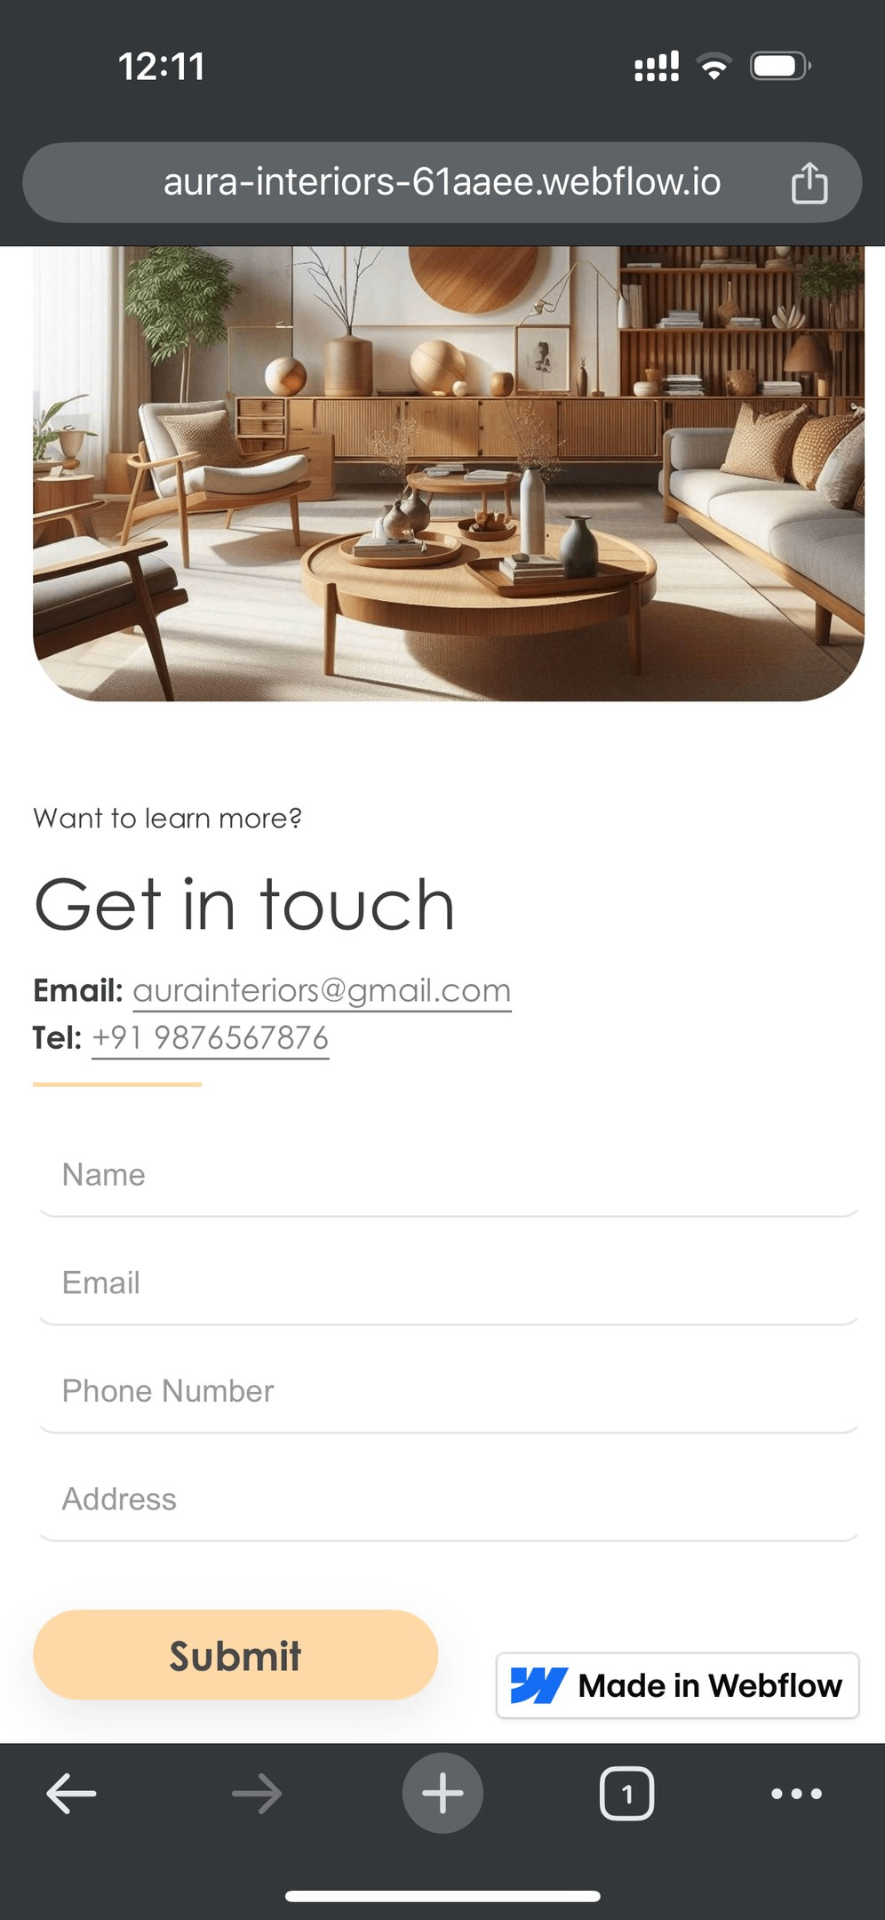 12:11
aura-interiors-61aaee.webflow.io
Want to learn more?
Get in touch
Email: aurainteriors@gmail.com
Tel: +91 9876567876
Name
Email
Phone Number
Address
Submit
Made in Webflow
1